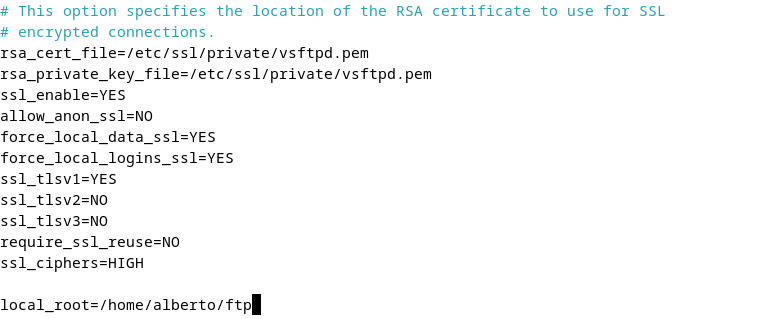 # This option specifies the location of the RSA certificate to use for SSL
# encrypted connections.
rsa_cert_file=/etc/ssl/private/vsftpd.pem
rsa_private_key_file=/etc/ssl/private/vsftpd.pem
ssl_enable=YES
allow_anon_ssl=NO
force_local_data_ssl=YES
force_local_logins_ssl=YES
ssl_tlsv1=YES
ssl_tlsv2=NO
ssl_tlsv3=NO
require_ssl_reuse=NO
ssl_ciphers=HIGH

local_root=/home/alberto/ftp